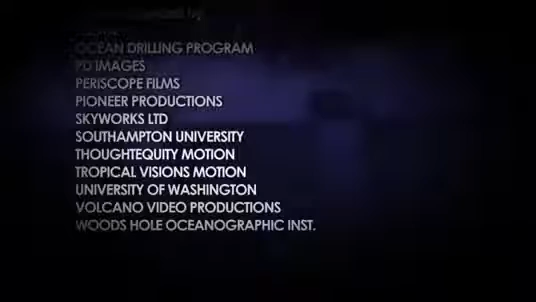 OCEAN DRILLING PROGRAM
PD IMAGES
PERISCOPE FILMS
PIONEER PRODUCTIONS
SKYWORKS LTD
SOUTHAMPTON UNIVERSITY
THOUGHTEQUITY MOTION
TROPICAL VISIONS MOTION
UNIVERSITY OF WASHINGTON
VOLCANO VIDEO PRODUCTIONS
WOODS HOLE OCEANOGRAPHIC INST.